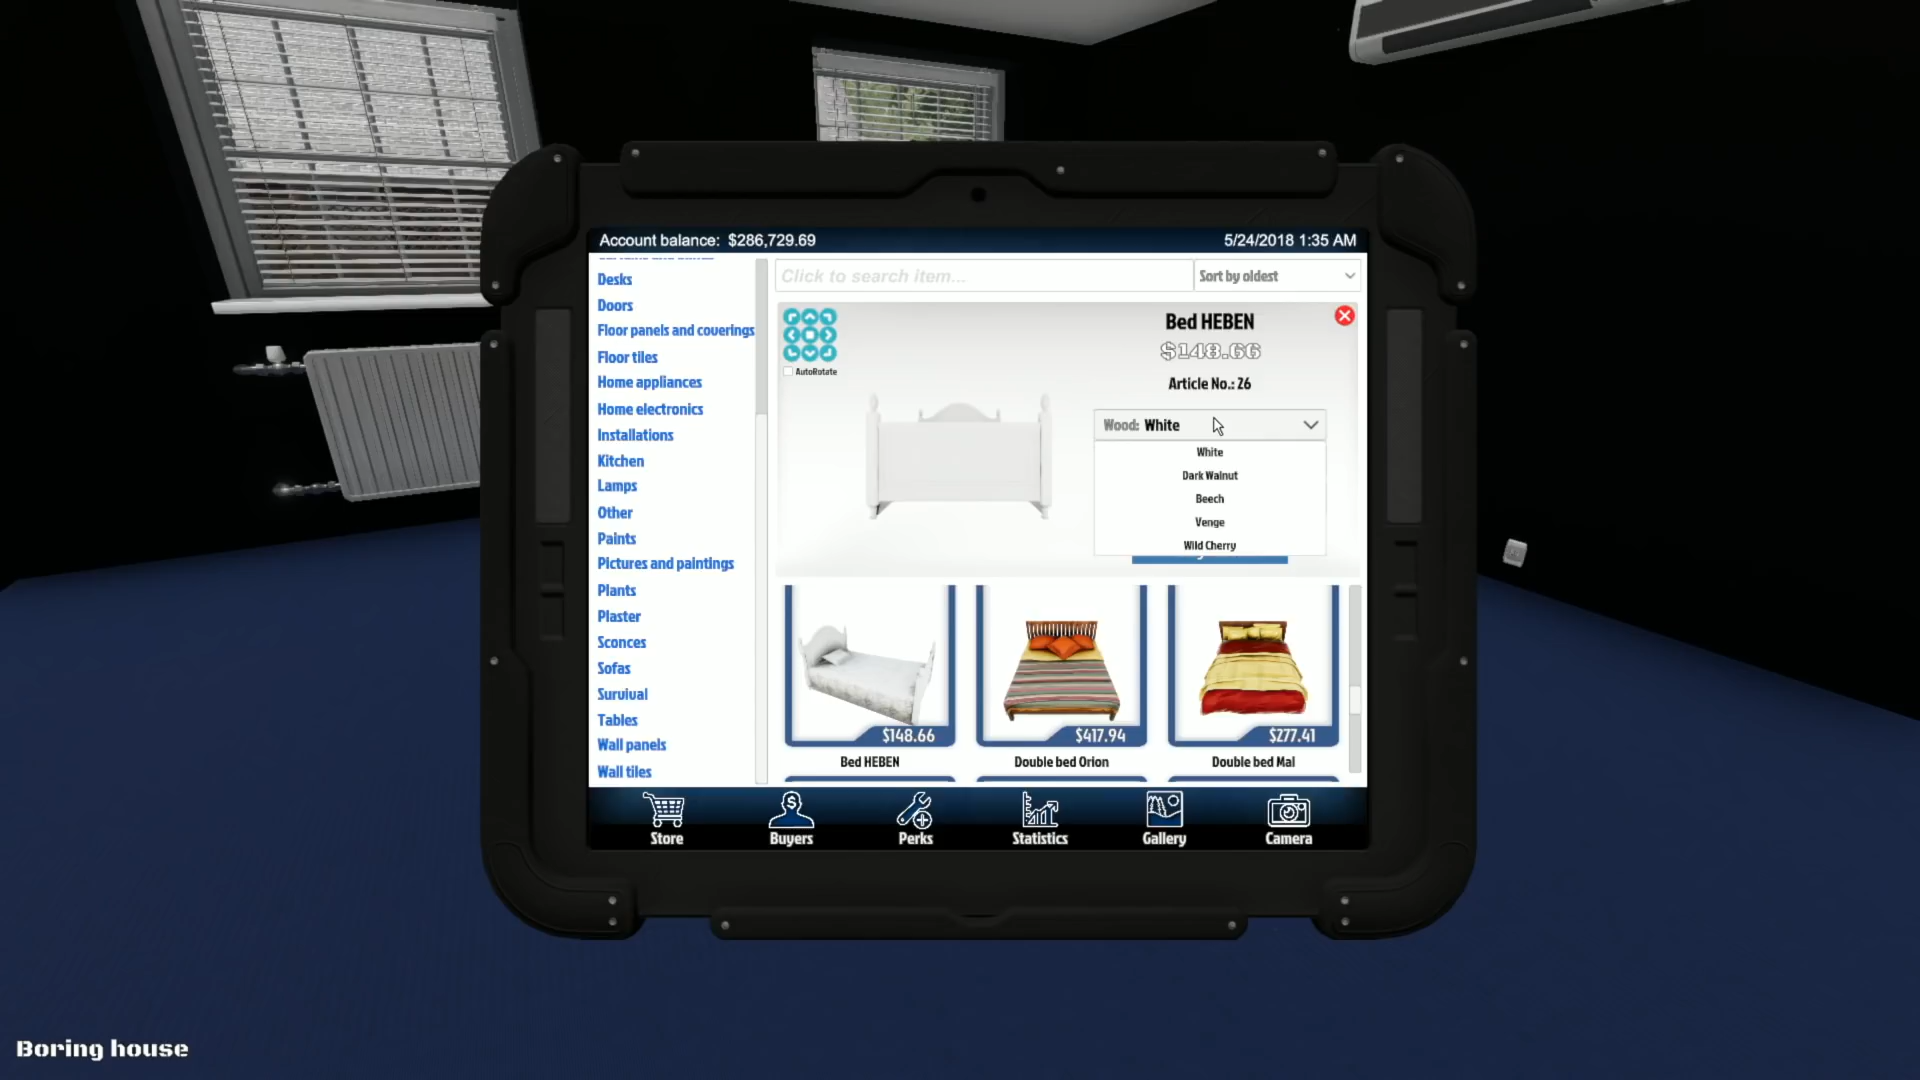 Account balance: $286,729.69
5/24/2018 1:35 AM
Desks
Doors
Floor panels and coverings
Floor tiles
Home appliances
Home electronics
Installations
Kitchen
Lamps
Other
Paints
Pictures and paintings
Plants
Plaster
Sconces
Sofas
Survival
Tables
Wall panels
Wall tiles
Click to search item...
Sort by oldest
AutoRotate
Bed HEBEN
$148.66
Article No.: 26
Wood: White
White
Dark Walnut
Beech
Venge
Wild Cherry
$148.66
Bed HEBEN
$417.94
Double bed Orion
$277.41
Double bed Mal
Store
Buyers
Perks
Statistics
Gallery
Camera
Boring house